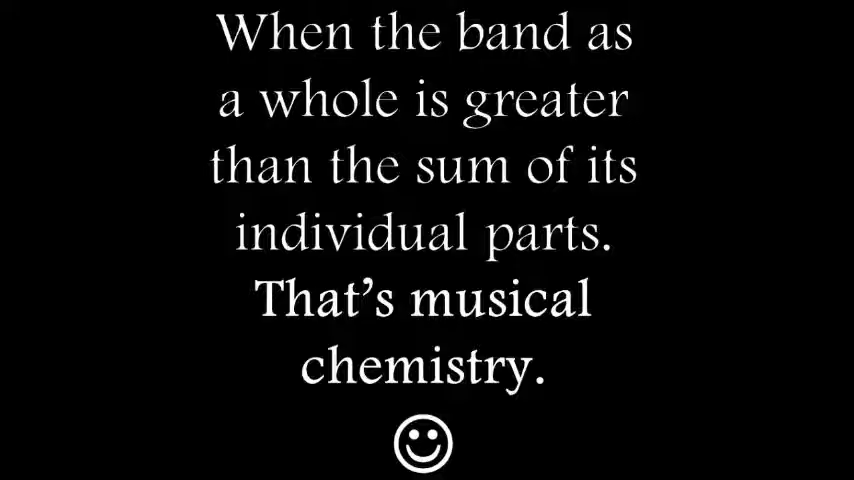 When the band as
a whole is greater
than the sum of its
individual parts.
That's musical
chemistry.